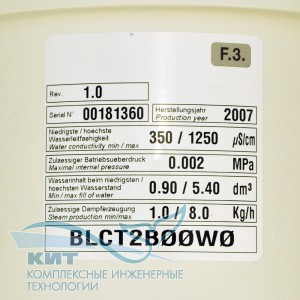 F.3.
Rev. 1.0
Serial N° 00181360 Herstellungsjahr 2007
Production year
Niedrigste / hoechste
Wasserleitfaehigkeit 350 / 1250 µS/cm
Water conductivity min / max
Zulaessiger Betriebsueberdruck 0.002 MPa
Maximal internal pressure
Wasserinhalt beim niedrigsten /
hoechsten Wasserstand 0.90 / 5.40 dm³
Min / max fill of water
Zulaessige Dampferzeugung 1.0 / 8.0 Kg/h
Steam production min/max
BLCT2BØØWØ
КИТ
КОМПЛЕКСНЫЕ ИНЖЕНЕРНЫЕ
ТЕХНОЛОГИИ